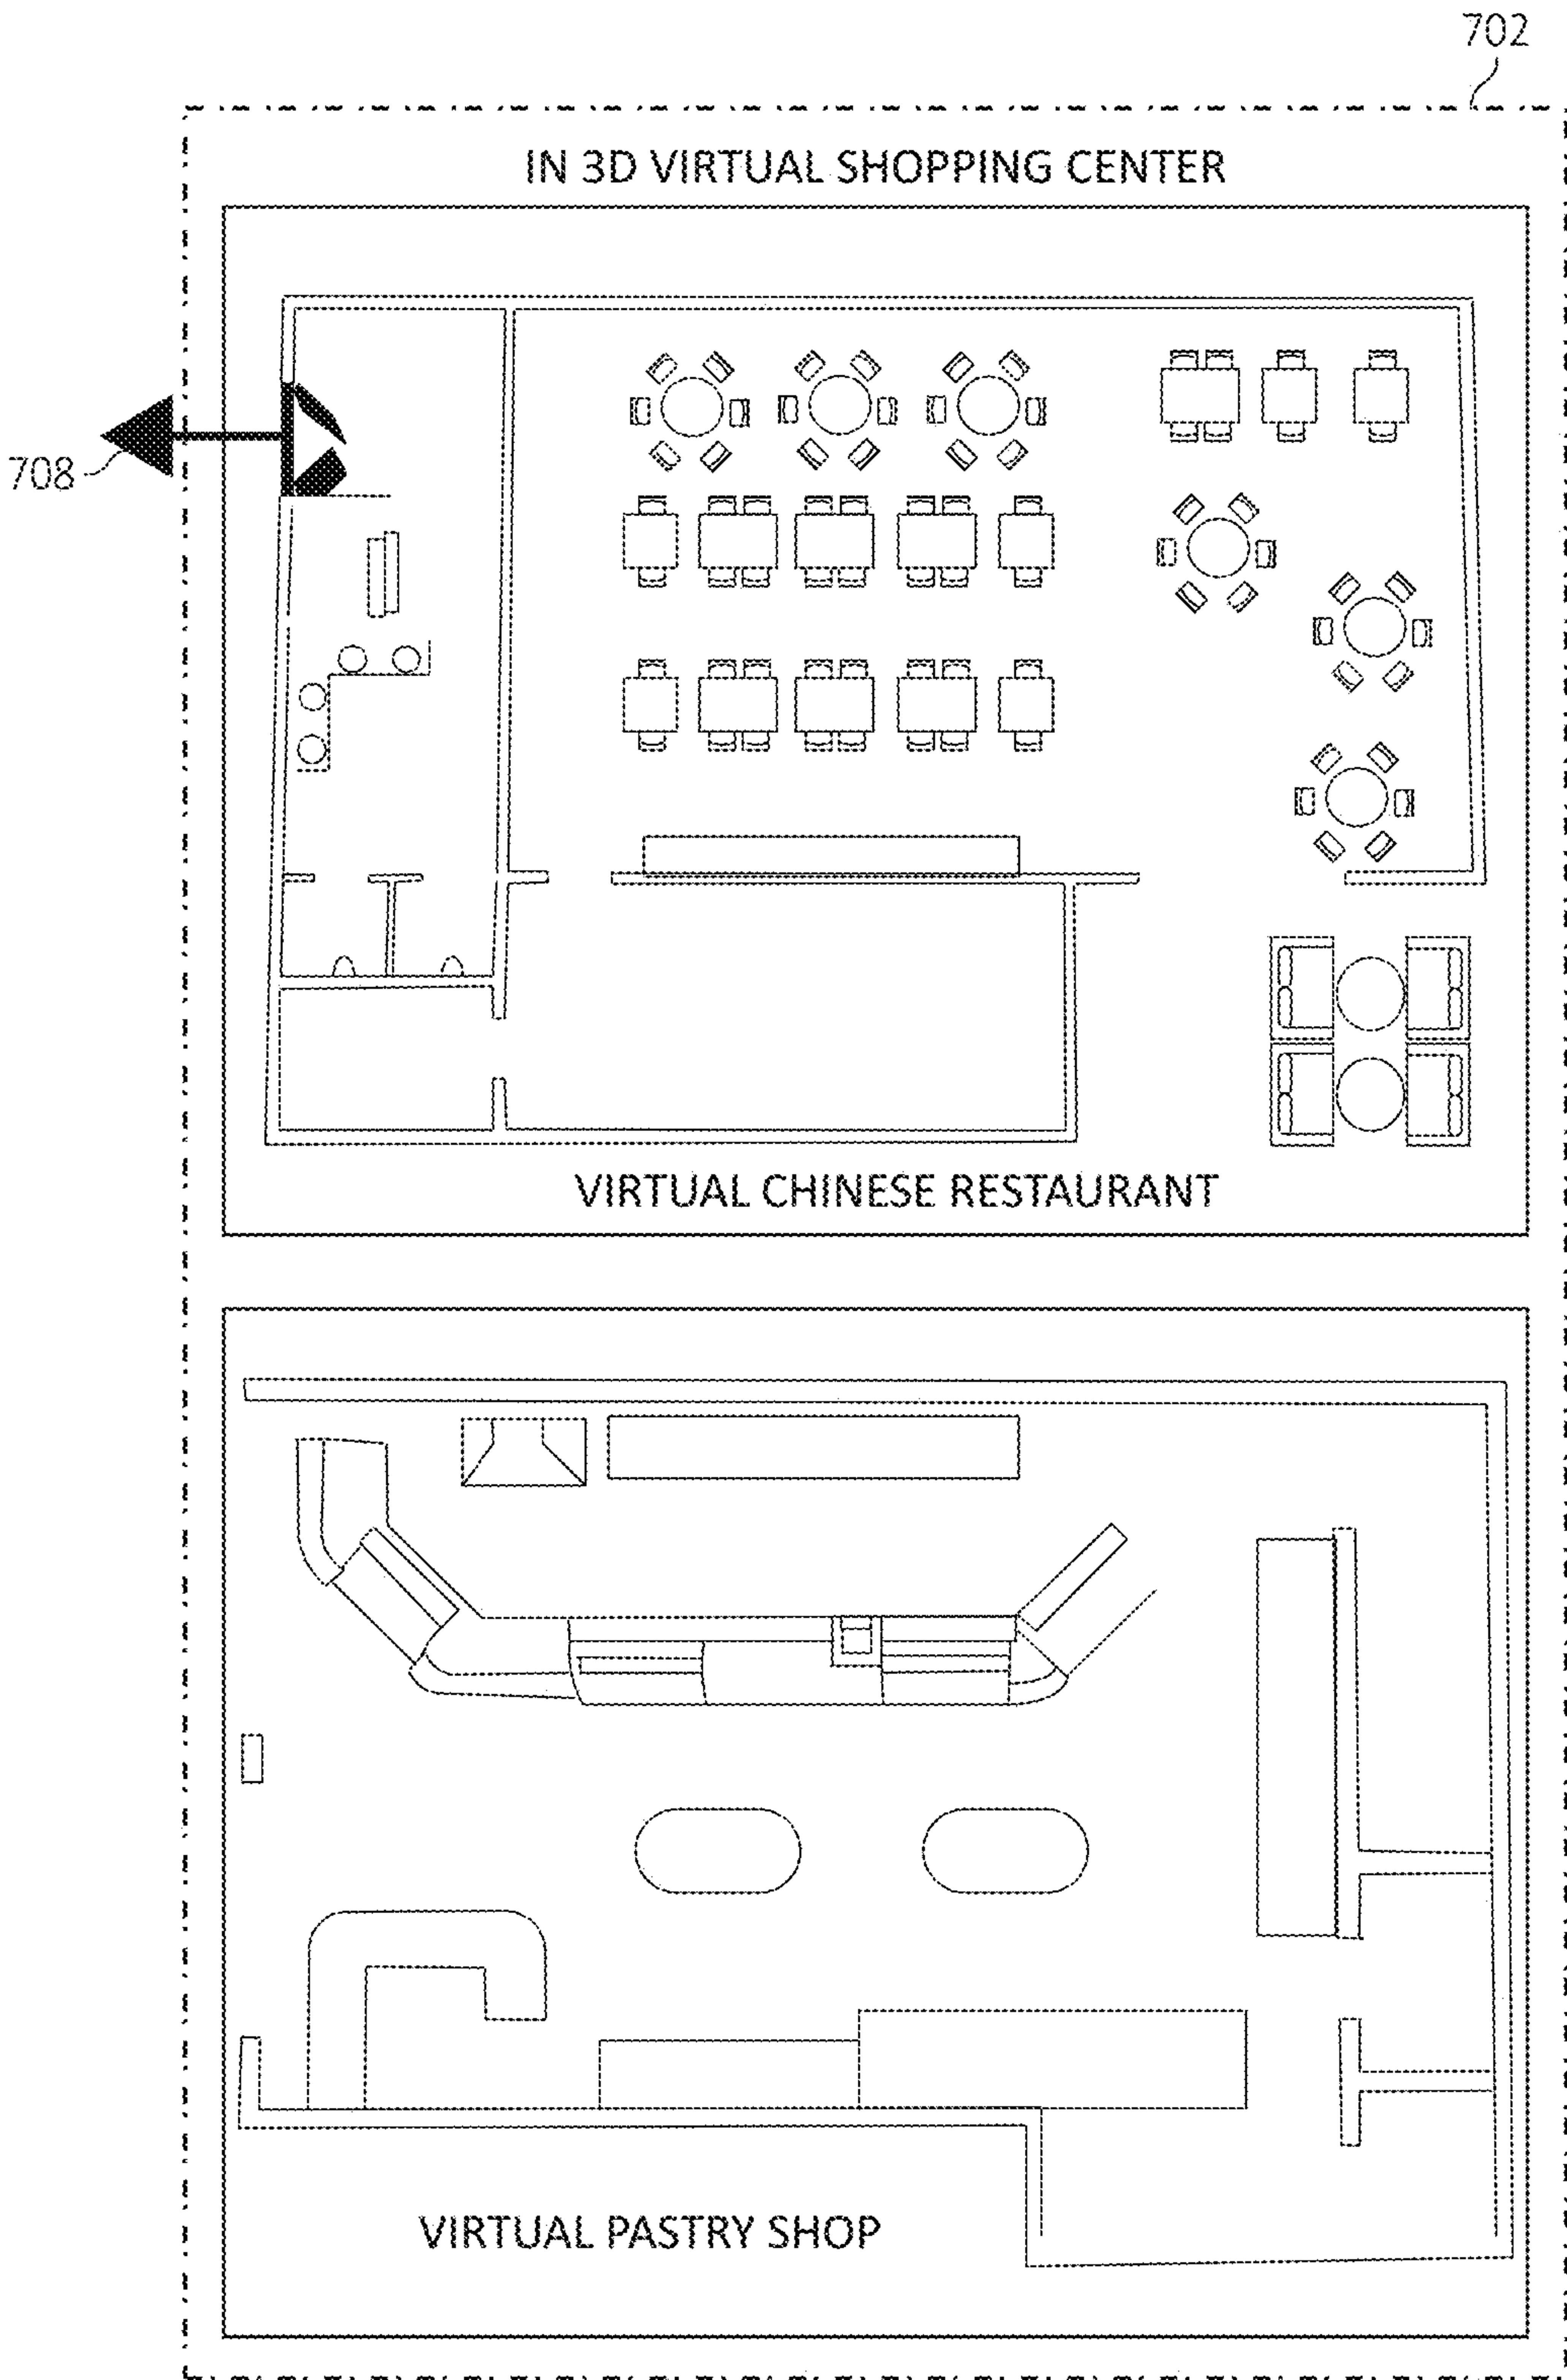 702
IN 3D VIRTUAL SHOPPING CENTER
708
VIRTUAL CHINESE RESTAURANT
VIRTUAL PASTRY SHOP